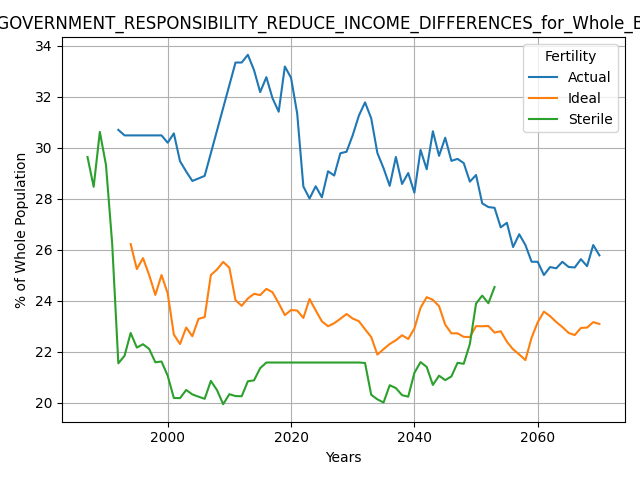 GOVERNMENT_RESPONSIBILITY_REDUCE_INCOME_DIFFERENCES_for_Whole_E
Fertility
Actual
Ideal
Sterile
% of Whole Population
34
32
30
28
26
24
22
20
2000
2020
2040
2060
Years